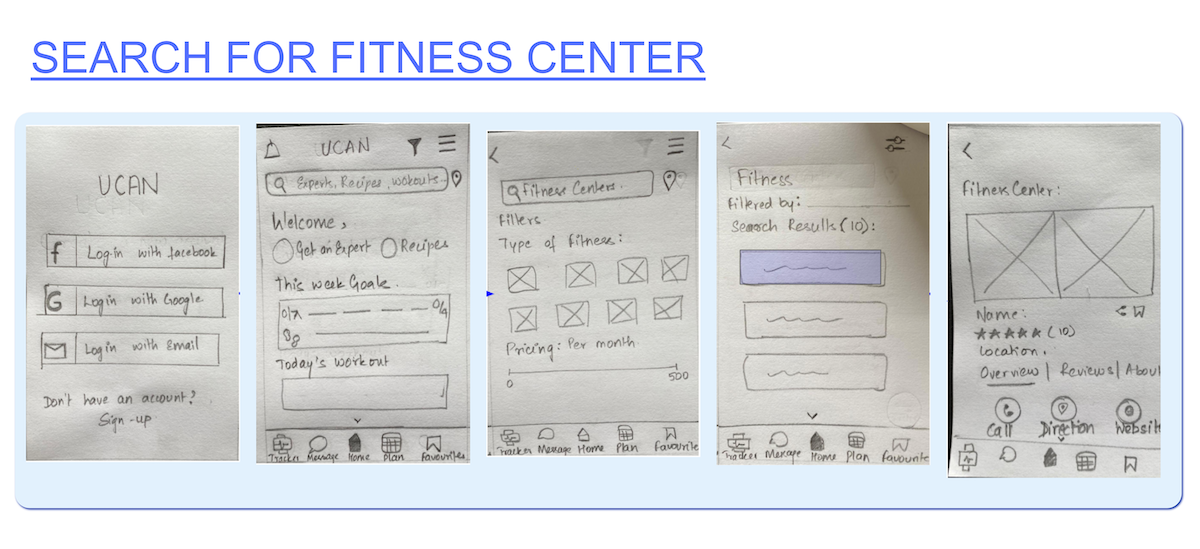 SEARCH FOR FITNESS CENTER
UCAN
f Log-in with facebook
G Login with Google
Login with Email
Don't have an account?
Sign-up
UCAN
Experts, Recipes, workouts..
Welcome,
Get an Expert
Recipes
This week Goals.
0/7
0/4
Today's workout
Tracker Message Home Plan Favourites
Fitness Centers.
Filters
Type of fitness:
Pricing: Per month
0 500
Tracker Message Home Plan Favourite
Fitness
Filtered by:
Search Results (10):
Tracker Message Home Plan Favourite
Fitness Center:
Name:
★★★★★ (10)
Location.
Overview | Reviews | About
Call Direction Websit